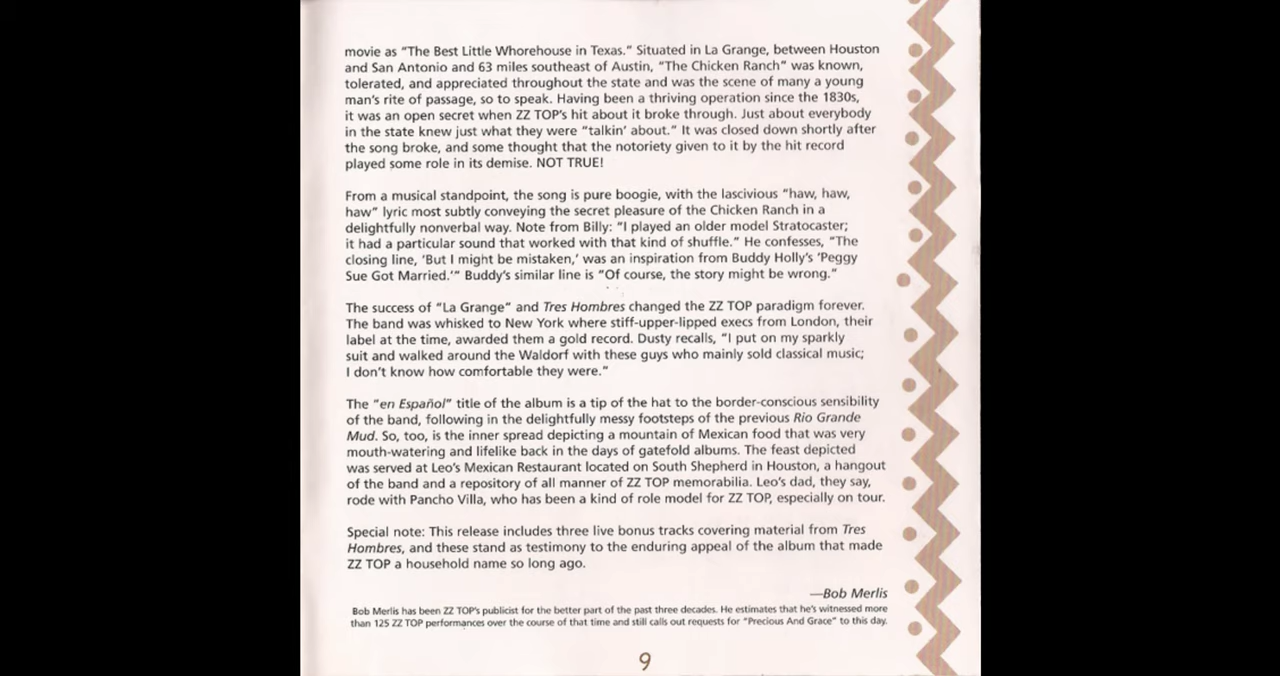 movie as “The Best Little Whorehouse in Texas.” Situated in La Grange, between Houston
and San Antonio and 63 miles southeast of Austin, “The Chicken Ranch” was known,
tolerated, and appreciated throughout the state and was the scene of many a young
man’s rite of passage, so to speak. Having been a thriving operation since the 1830s,
it was an open secret when ZZ TOP’s hit about it broke through. Just about everybody
in the state knew just what they were “talkin’ about.” It was closed down shortly after
the song broke, and some thought that the notoriety given to it by the hit record
played some role in its demise. NOT TRUE!
From a musical standpoint, the song is pure boogie, with the lascivious “haw, haw,
haw” lyric most subtly conveying the secret pleasure of the Chicken Ranch in a
delightfully nonverbal way. Note from Billy: “I played an older model Stratocaster;
it had a particular sound that worked with that kind of shuffle.” He confesses, “The
closing line, ‘But I might be mistaken,’ was an inspiration from Buddy Holly’s ‘Peggy
Sue Got Married.’” Buddy’s similar line is “Of course, the story might be wrong.”
The success of “La Grange” and Tres Hombres changed the ZZ TOP paradigm forever.
The band was whisked to New York where stiff-upper-lipped execs from London, their
label at the time, awarded them a gold record. Dusty recalls, “I put on my sparkly
suit and walked around the Waldorf with these guys who mainly sold classical music;
I don’t know how comfortable they were.”
The “en Español” title of the album is a tip of the hat to the border-conscious sensibility
of the band, following in the delightfully messy footsteps of the previous Rio Grande
Mud. So, too, is the inner spread depicting a mountain of Mexican food that was very
mouth-watering and lifelike back in the days of gatefold albums. The feast depicted
was served at Leo’s Mexican Restaurant located on South Shepherd in Houston, a hangout
of the band and a repository of all manner of ZZ TOP memorabilia. Leo’s dad, they say,
rode with Pancho Villa, who has been a kind of role model for ZZ TOP, especially on tour.
Special note: This release includes three live bonus tracks covering material from Tres
Hombres, and these stand as testimony to the enduring appeal of the album that made
ZZ TOP a household name so long ago.
—Bob Merlis
Bob Merlis has been ZZ TOP’s publicist for the better part of the past three decades. He estimates that he’s witnessed more
than 125 ZZ TOP performances over the course of that time and still calls out requests for “Precious And Grace” to this day.
9